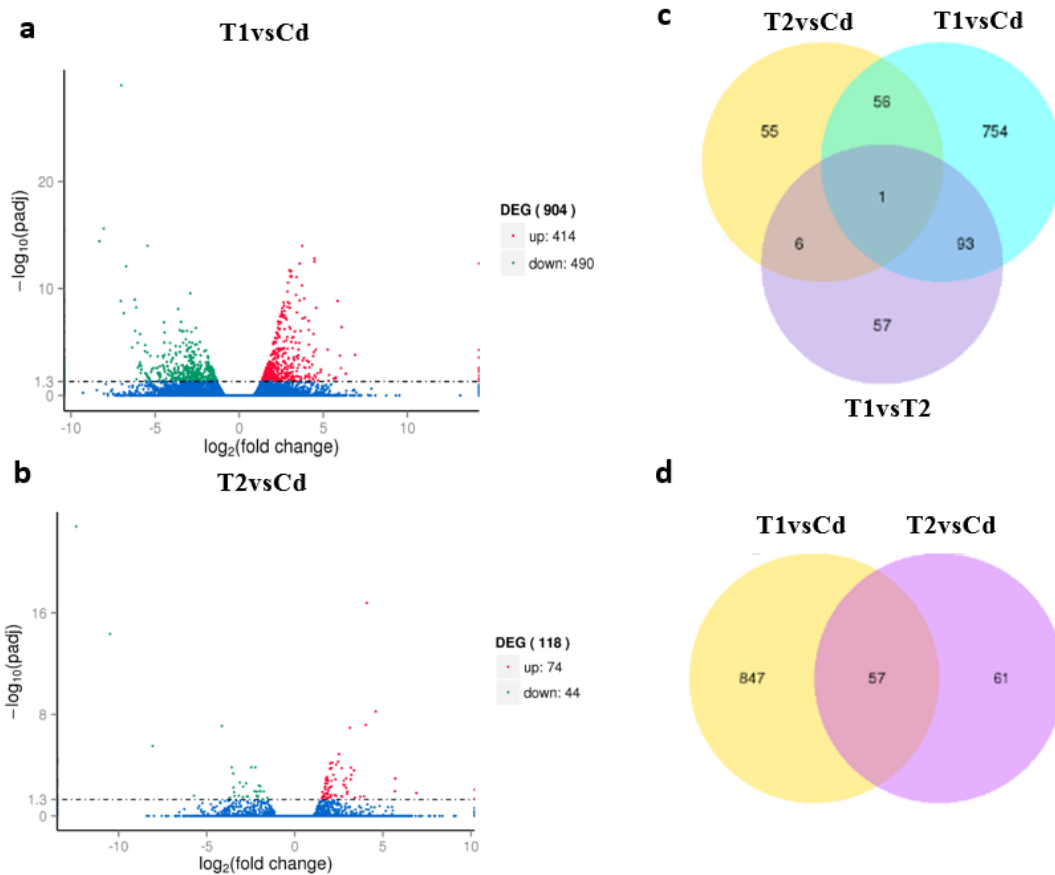 a
T1vsCd
20
10
1.3
0
−log10(padj)
-10
-5
0
5
10
log2(fold change)
DEG ( 904 )
up: 414
down: 490
b
T2vsCd
16
8
1.3
0
−log10(padj)
-10
-5
0
5
10
log2(fold change)
DEG ( 118 )
up: 74
down: 44
c
T2vsCd
T1vsCd
56
55
754
1
6
93
57
T1vsT2
d
T1vsCd
T2vsCd
847
57
61